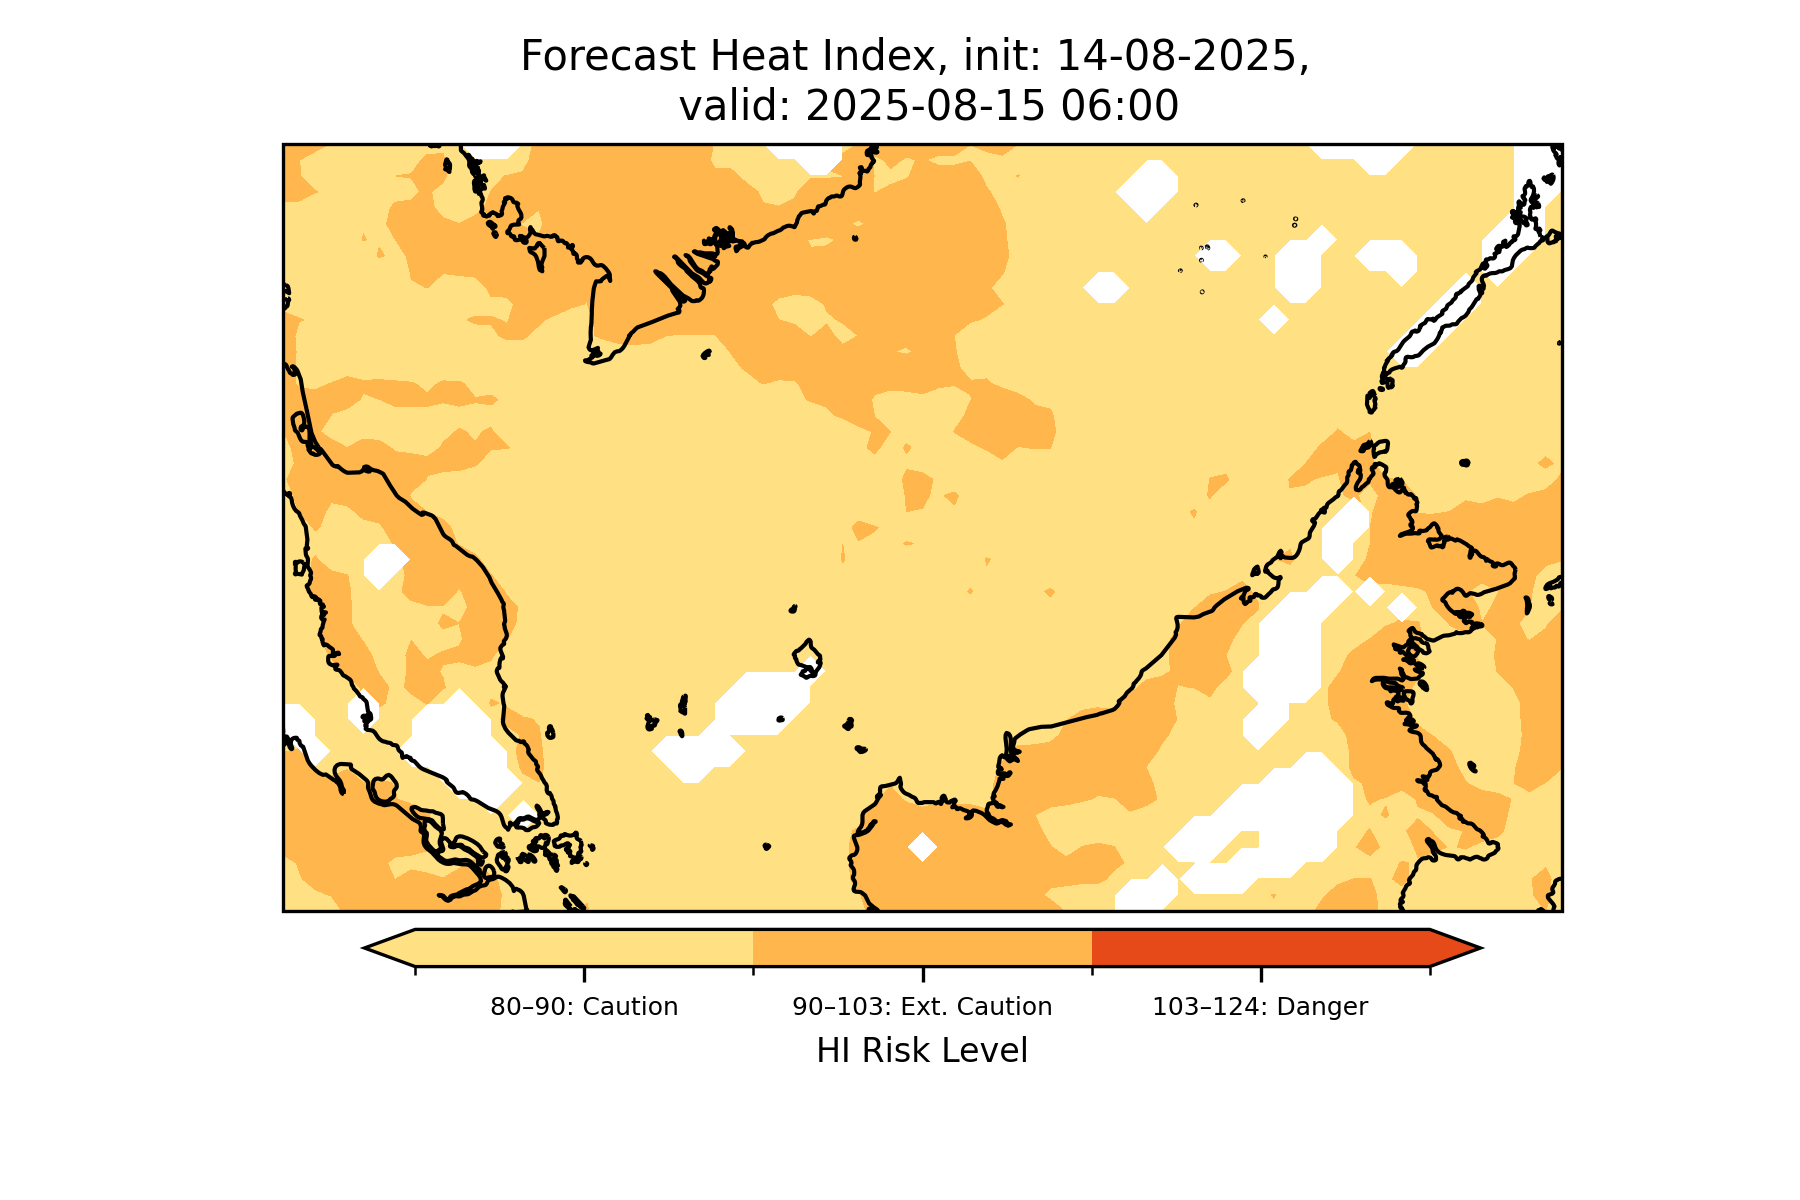 Forecast Heat Index, init: 14-08-2025,
valid: 2025-08-15 06:00
80–90: Caution
90–103: Ext. Caution
103–124: Danger
HI Risk Level